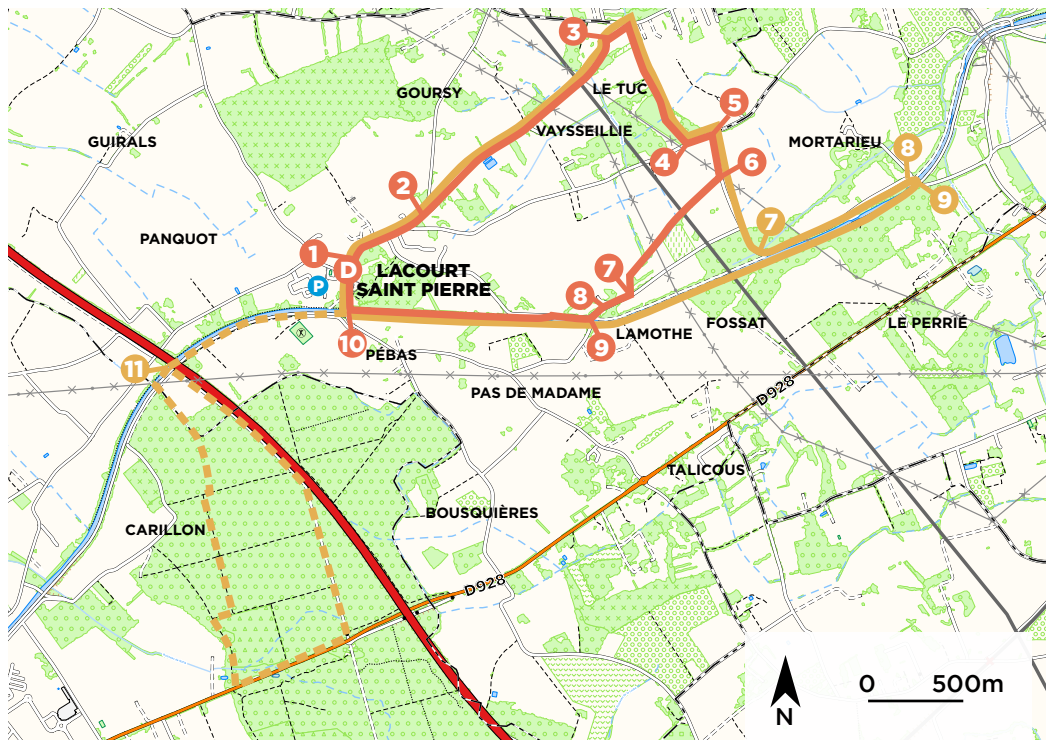 3
GOURSY
LE TUC
5
VAYSSEILLIE
GUIRALS
MORTARIEU
8
4
6
2
9
PANQUOT
7
1
D
LACOURT
SAINT PIERRE
P
7
8
FOSSAT
LE PERRIÉ
LAMOTHE
10
9
PÉBAS
11
PAS DE MADAME
D928
TALICOUS
BOUSQUIÈRES
CARILLON
D928
0 500m
N